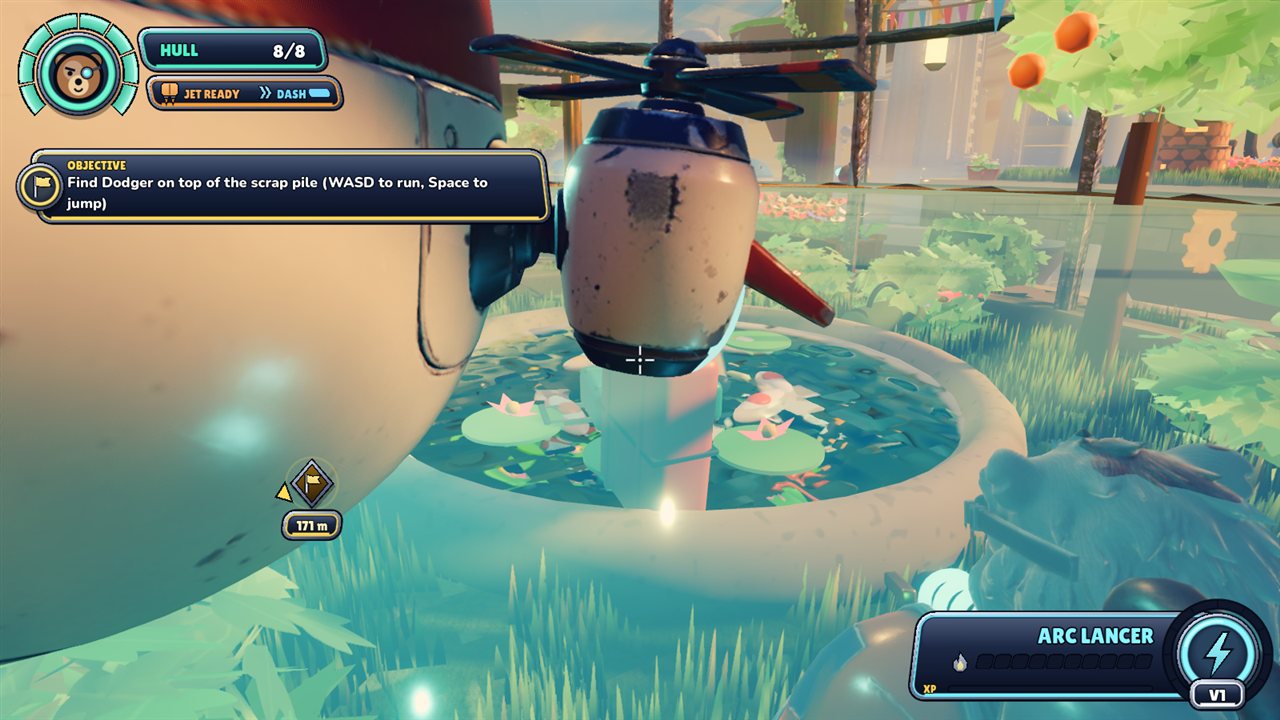 HULL 8/8
JET READY DASH
OBJECTIVE
Find Dodger on top of the scrap pile (WASD to run, Space to
jump)
171 m
ARC LANCER
XP
V1